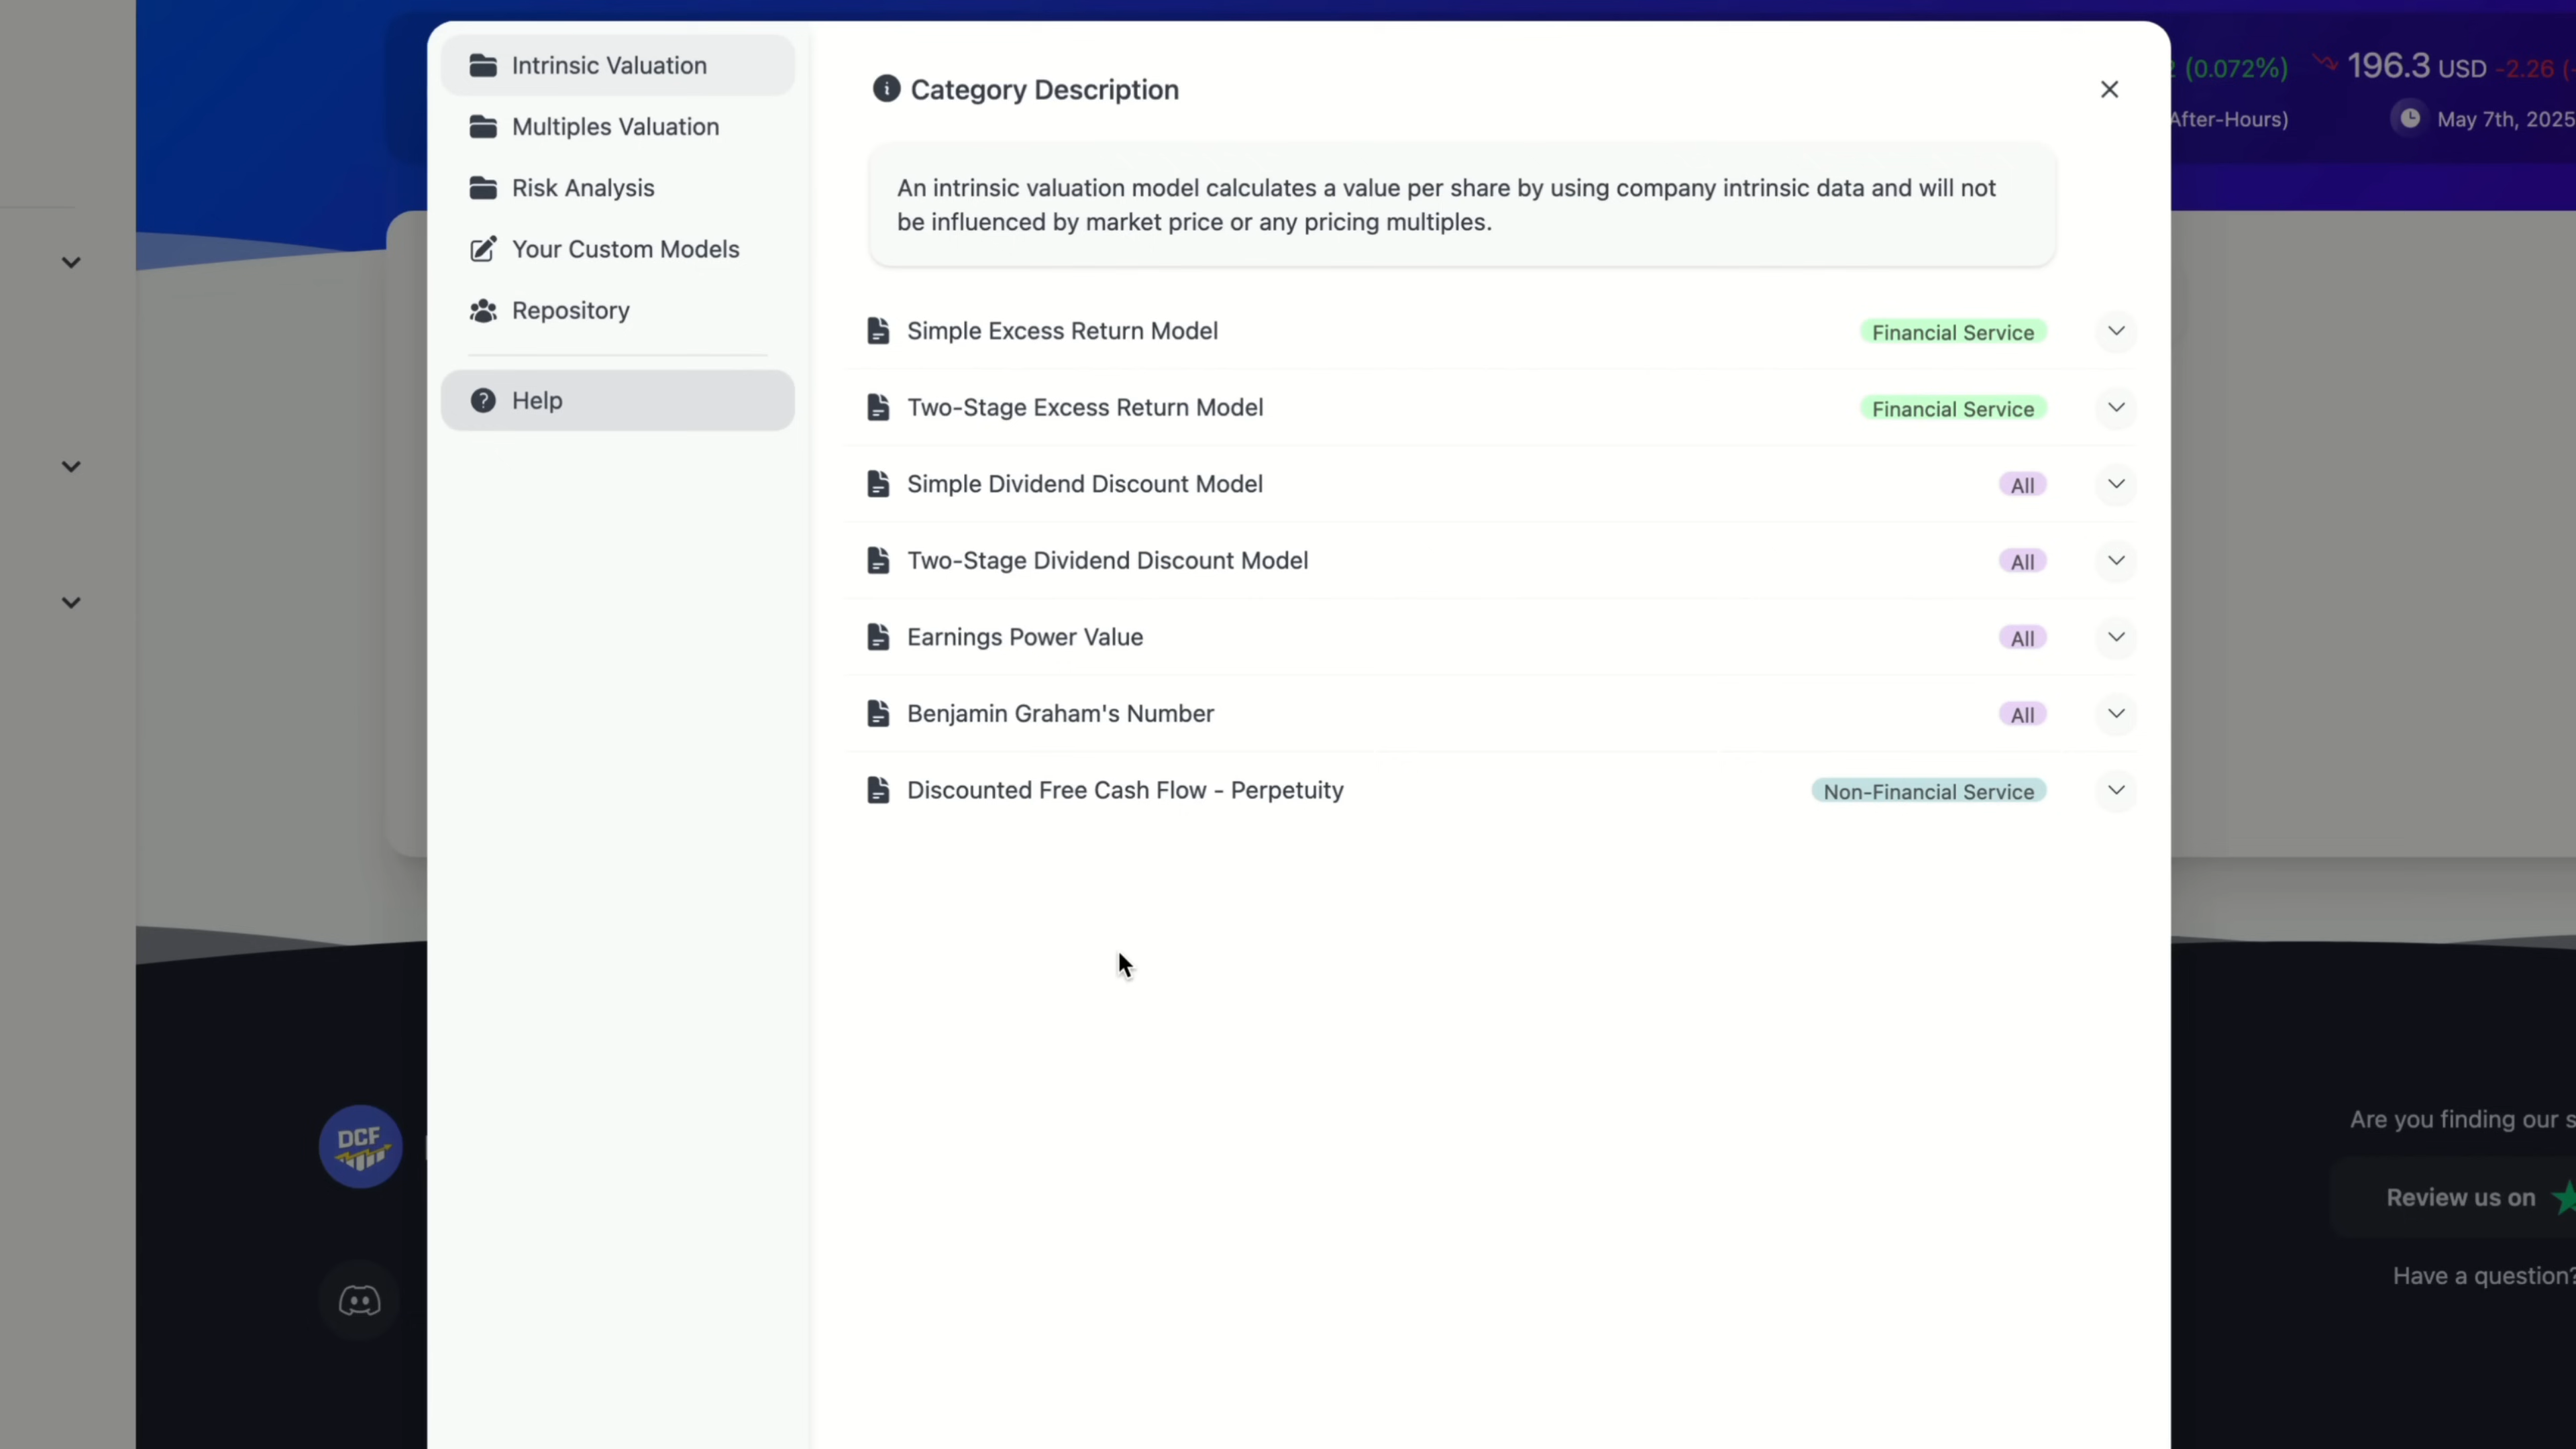 Intrinsic Valuation
Multiples Valuation
Risk Analysis
Your Custom Models
Repository
Help
Category Description
An intrinsic valuation model calculates a value per share by using company intrinsic data and will not
be influenced by market price or any pricing multiples.
Simple Excess Return Model Financial Service
Two-Stage Excess Return Model Financial Service
Simple Dividend Discount Model All
Two-Stage Dividend Discount Model All
Earnings Power Value All
Benjamin Graham's Number All
Discounted Free Cash Flow - Perpetuity Non-Financial Service
(0.072%) 196.3 USD -2.26
After-Hours) May 7th, 2025
DCF
Are you finding our
Review us on
Have a question?